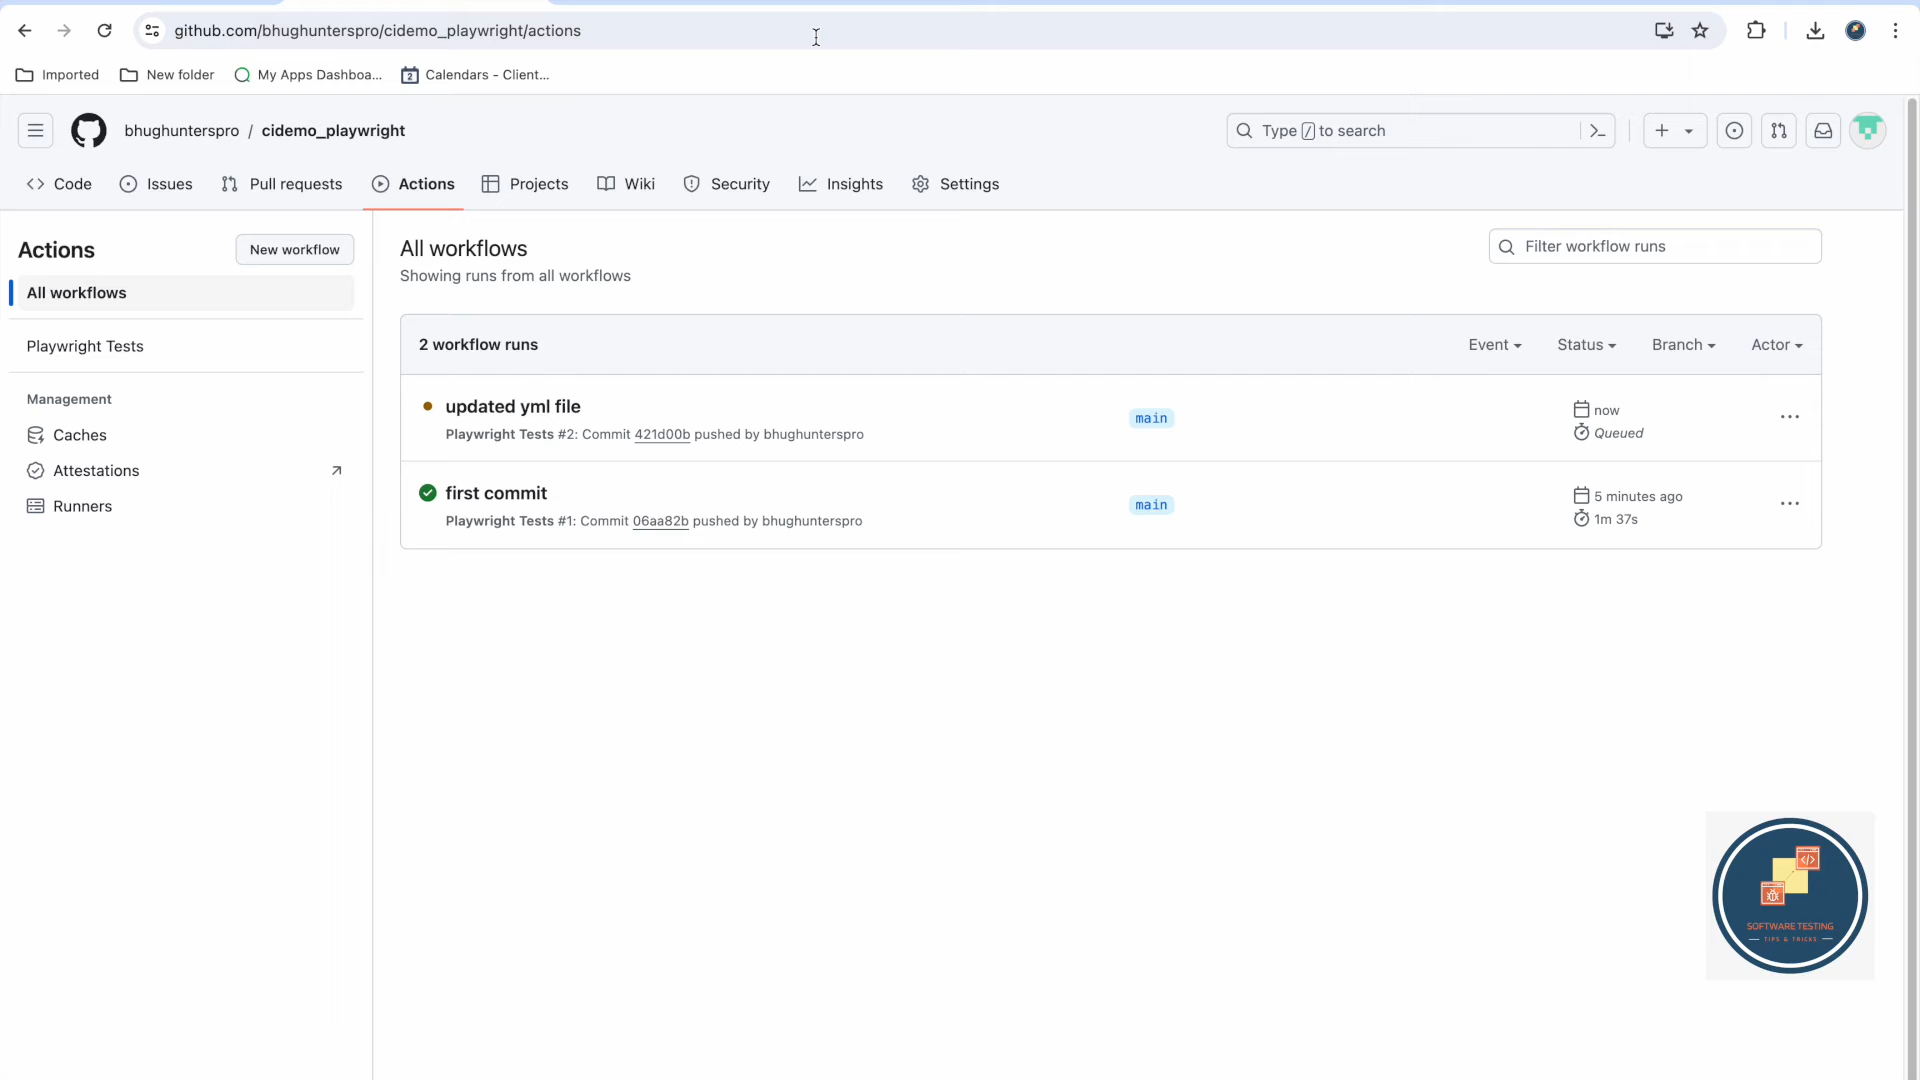 github.com/bhughunterspro/cidemo_playwright/actions
Imported
New folder
My Apps Dashboa...
2
Calendars - Client...
bhughunterspro / cidemo_playwright
Type / to search
Code
Issues
Pull requests
Actions
Projects
Wiki
Security
Insights
Settings
Actions
New workflow
All workflows
Playwright Tests
Management
Caches
Attestations
Runners
All workflows
Showing runs from all workflows
Filter workflow runs
2 workflow runs
Event
Status
Branch
Actor
updated yml file
Playwright Tests #2: Commit 421d00b pushed by bhughunterspro
main
now
Queued
first commit
Playwright Tests #1: Commit 06aa82b pushed by bhughunterspro
main
5 minutes ago
1m 37s
</>
SOFTWARE TESTING
TIPS & TRICKS